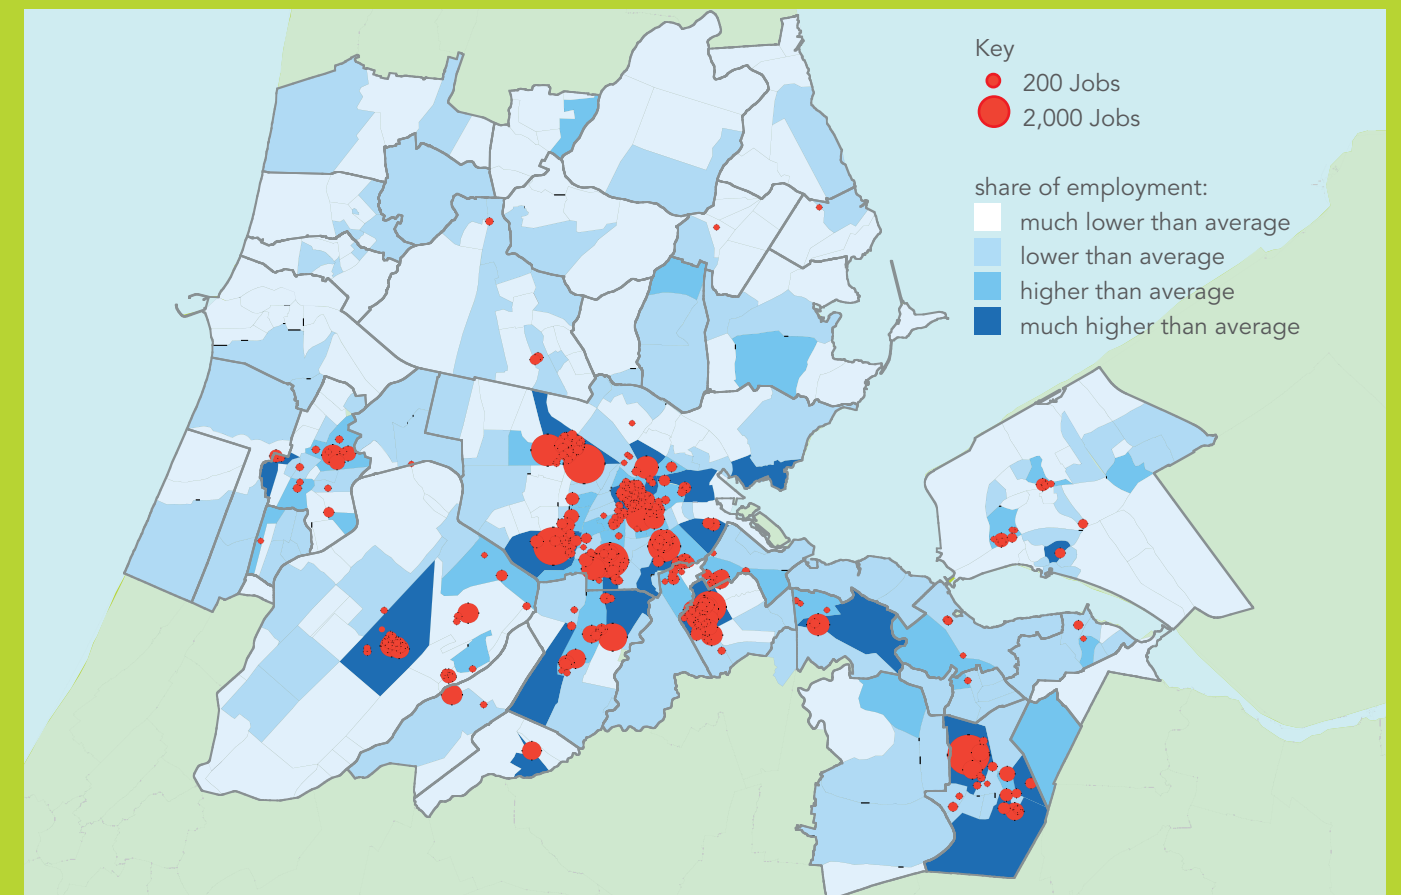 Key
200 Jobs
2,000 Jobs
share of employment:
much lower than average
lower than average
higher than average
much higher than average